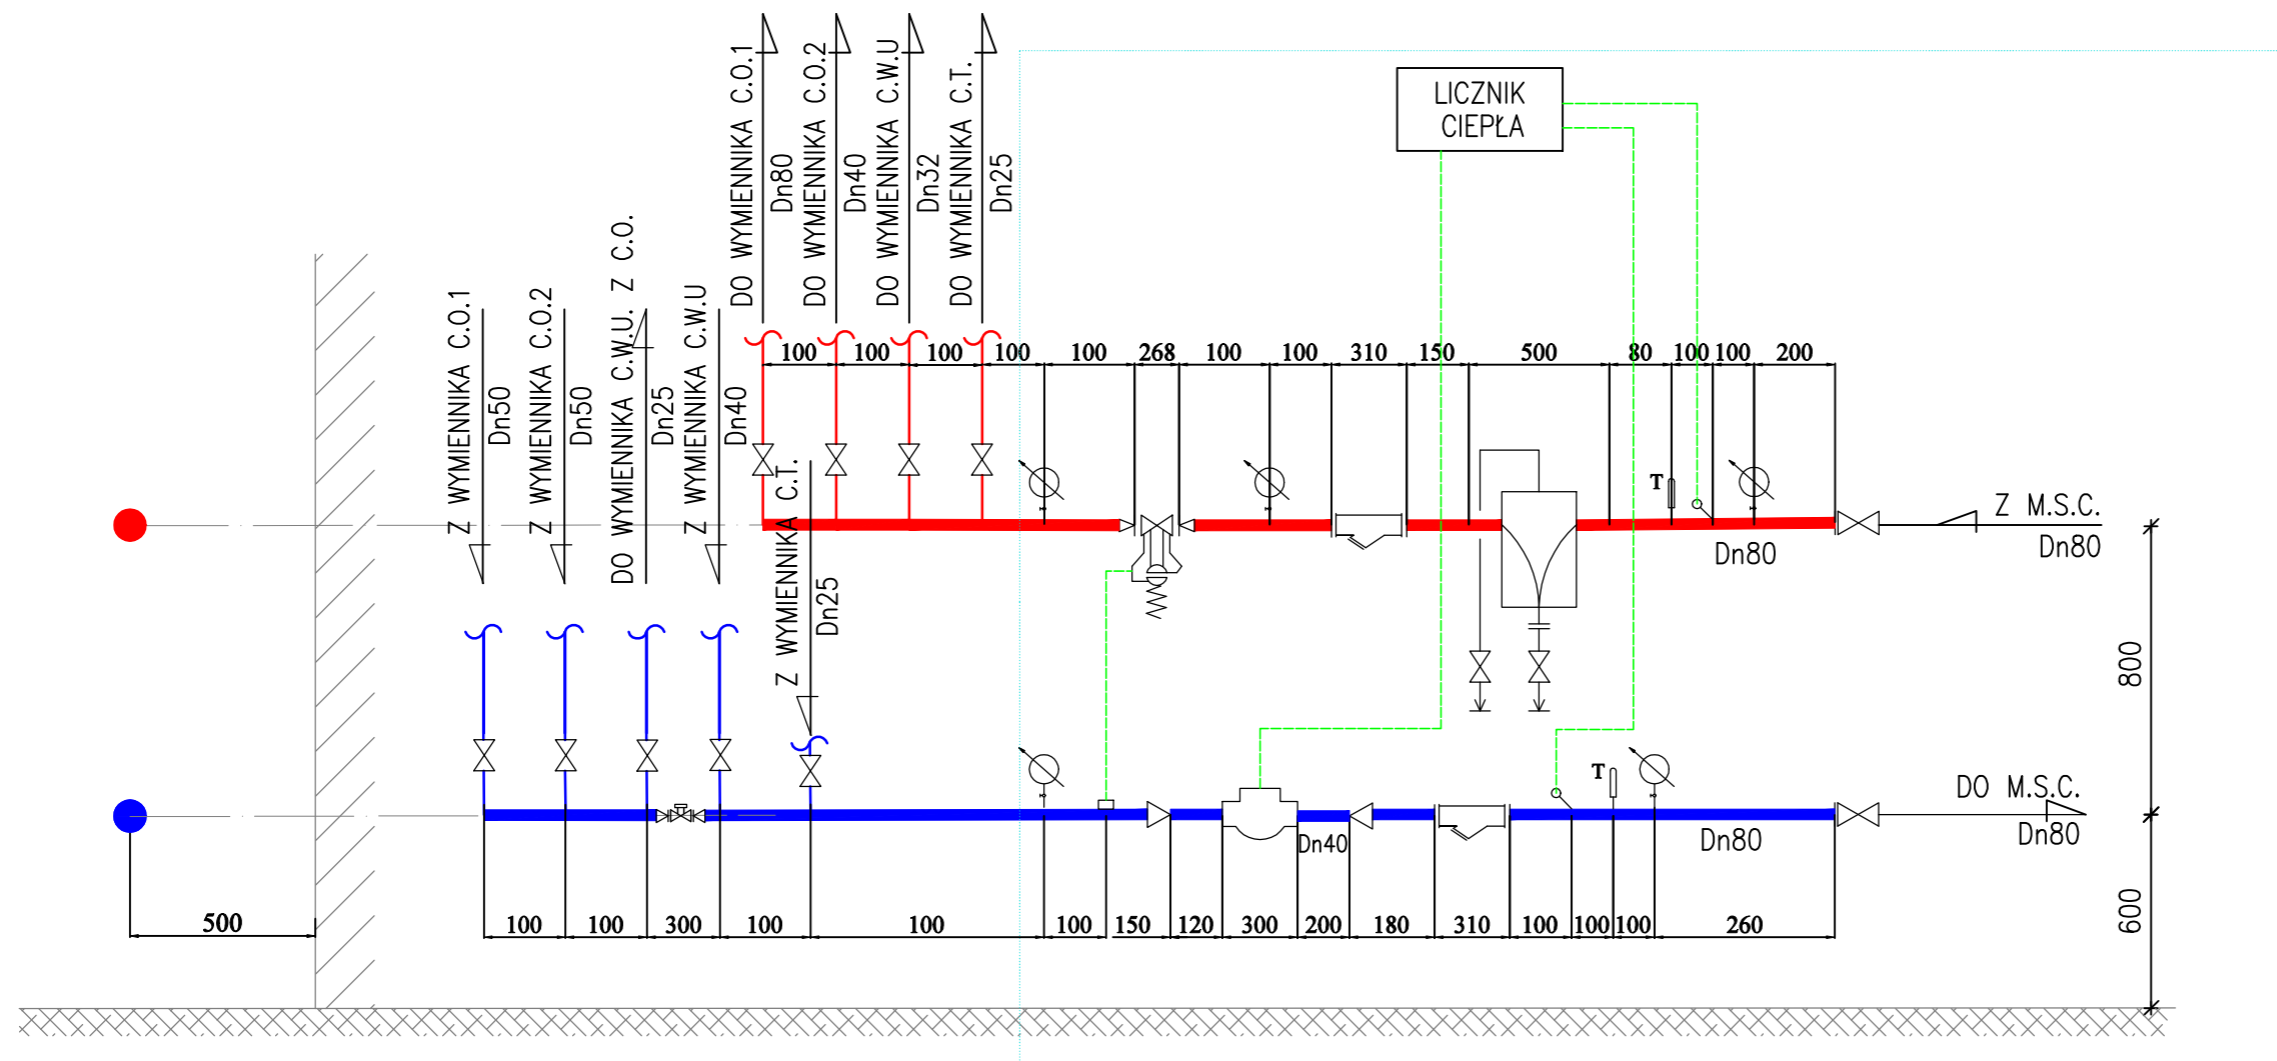 DO WYMIENNIKA C.O.1
Dn80
DO WYMIENNIKA C.O.2
Dn40
DO WYMIENNIKA C.W.U
Dn32
DO WYMIENNIKA C.T.
Dn25
LICZNIK
CIEPŁA
Z WYMIENNIKA C.O.1
Dn50
Z WYMIENNIKA C.O.2
Dn50
DO WYMIENNIKA C.W.U. Z C.O.
Dn25
Z WYMIENNIKA C.W.U
Dn40
Z WYMIENNIKA C.T.
Dn25
100 100 100 100 100 268 100 100 310 150 500 80 100 100 200
T
Z M.S.C.
Dn80
Dn80
800
T
DO M.S.C.
Dn80
Dn40
Dn80
600
500
100 100 300 100 100 100 150 120 300 200 180 310 100 100 100 260